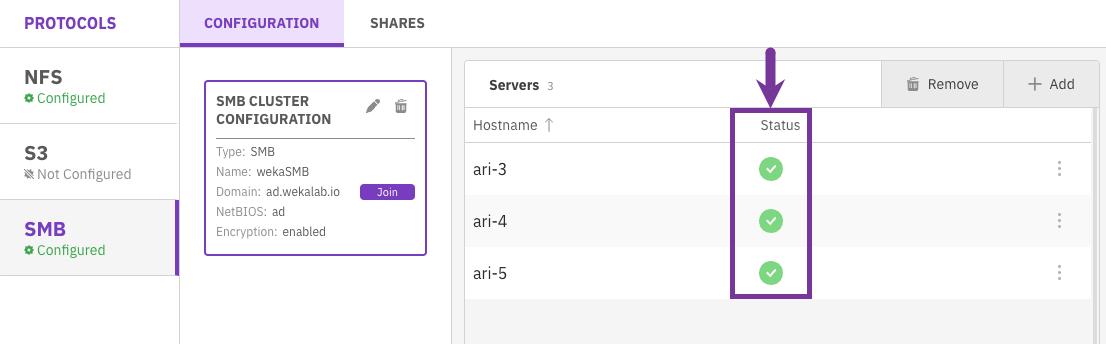 PROTOCOLS
CONFIGURATION
SHARES
NFS
Configured
S3
Not Configured
SMB
Configured
SMB CLUSTER
CONFIGURATION
Type: SMB
Name: wekaSMB
Domain: ad.wekalab.io
Join
NetBIOS: ad
Encryption: enabled
Servers 3
Remove
Add
Hostname
Status
ari-3
ari-4
ari-5